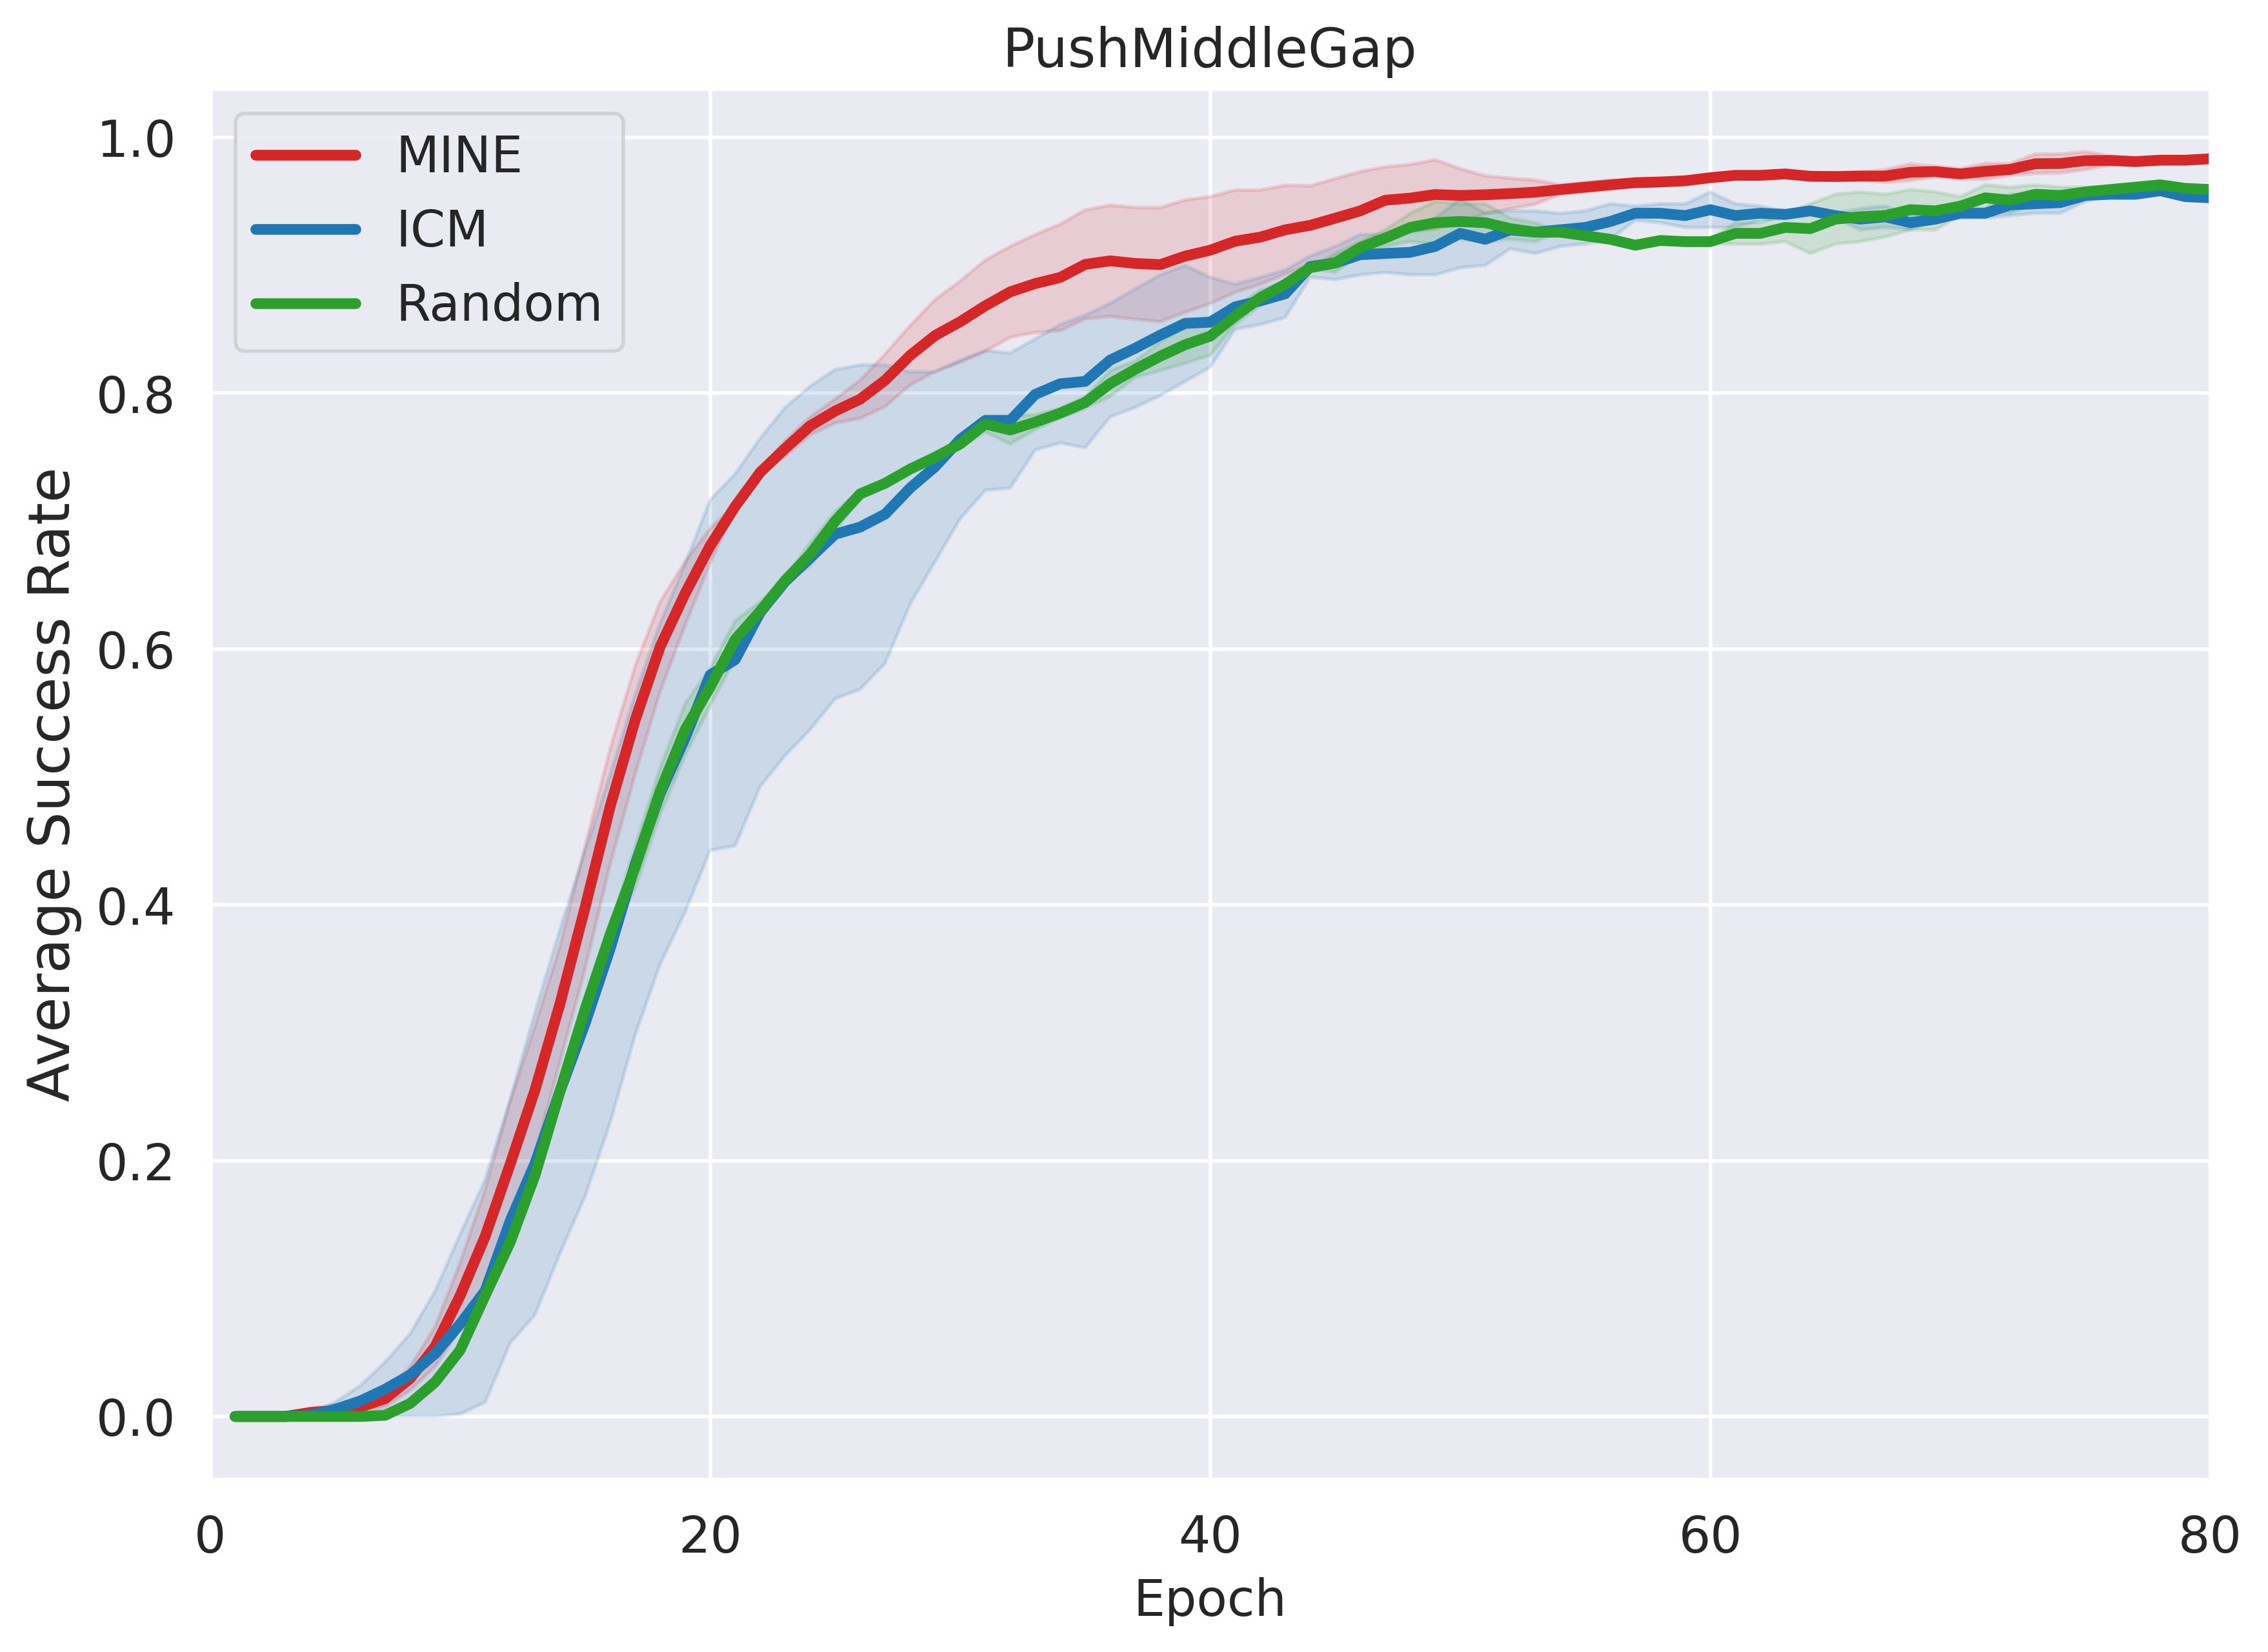 PushMiddleGap
MINE
ICM
Random
Average Success Rate
1.0
0.8
0.6
0.4
0.2
0.0
0 20 40 60 80
Epoch